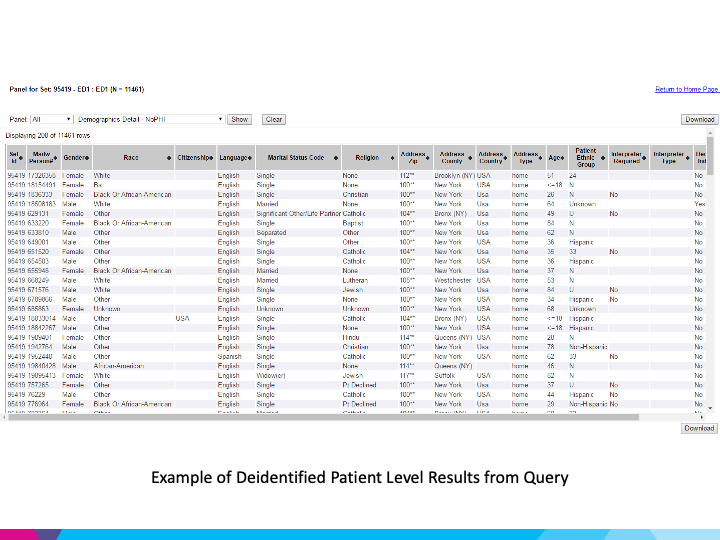 Panel for Set: 95419 - ED1 : ED1 (N = 11461)
Return to Home Page
Panel: All Demographics Detail - NoPHI Show Clear Download
Displaying 200 of 11461 rows
Set Id Msdw Person# Gender Race Citizenship Language Marital Status Code Religion Address Zip Address County Address Country Address Type Age Patient Ethnic Group Interpreter Required Interpreter Type
95419 17326358 Female White English Single None 112** Brooklyn (NY) USA home 51 24 No
95419 18154491 Female Ba English Single None 100** New York USA home <=18 N No
95419 1836333 Female Black Or African-American English Single Christian 100** New York Usa home 26 N No No
95419 18508183 Male White English Married None 100** New York Usa home 64 Unknown Yes
95419 629131 Female Other English Significant Other/Life Partner Catholic 104** Bronx (NY) Usa home 49 U No No
95419 633220 Female Black Or African-American English Single Baptist 100** New York Usa home 84 N No
95419 633810 Male Other English Separated Other 100** New York Usa home 62 N No
95419 649001 Male Other English Single Other 100** New York USA home 36 Hispanic No
95419 651520 Female Other English Single Catholic 104** New York Usa home 35 33 No No
95419 654503 Male Other English Single Catholic 100** New York USA home 36 Hispanic No
95419 655948 Female Black Or African-American English Married None 100** New York Usa home 37 N No
95419 668249 Male White English Married Lutheran 105** Westchester USA home 53 N No
95419 671576 Male White English Single Jewish 100** New York Usa home 84 U No No
95419 6789866 Male Other English Single None 100** New York USA home 34 Hispanic No No
95419 685863 Female Unknown English Unknown Unknown 100** New York USA home 68 Unknown No
95419 18833014 Male Other USA English Single Catholic 104** Bronx (NY) USA home <=18 Hispanic No
95419 18842267 Male Other English Single None 100** New York USA home <=18 Hispanic No
95419 1909401 Female Other English Single Hindu 114** Queens (NY) USA home 28 N No
95419 1942764 Male Other English Single Christian 100** New York Usa home 78 Non-Hispanic No
95419 1952440 Male Other Spanish Single Catholic 100** New York USA home 62 33 No No
95419 19840428 Male African-American English Single None 114** Queens (NY) home 46 N No
95419 19895413 Female White English Widow(er) Jewish 117** Suffolk USA home 82 N No
95419 757265 Female Other English Single Pt Declined 100** New York Usa home 37 U No No
95419 76229 Male Other English Single Catholic 100** New York USA home 44 Hispanic No No
95419 776964 Female Black Or African-American English Single Pt Declined 100** New York Usa home 29 Non-Hispanic No No
Download
Example of Deidentified Patient Level Results from Query